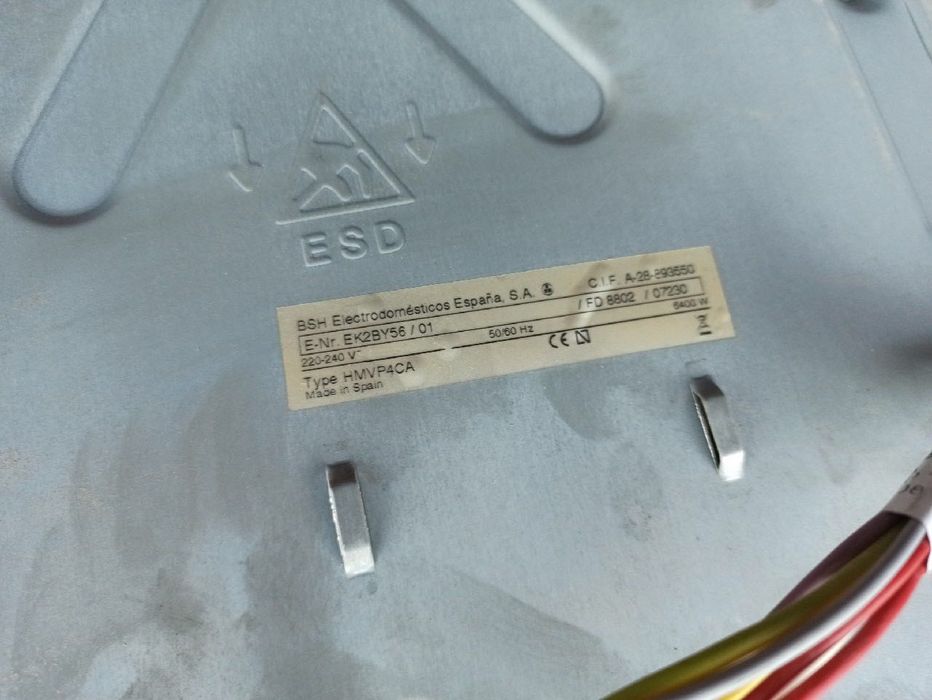 ESD
BSH Electrodomésticos España, S.A. C.I.F. A-28-893550
E-Nr. EK2BY56 / 01 / FD 8802 / 07230
220-240 V~ 50/60 Hz 6400 W
Type HMVP4CA
Made in Spain
CE